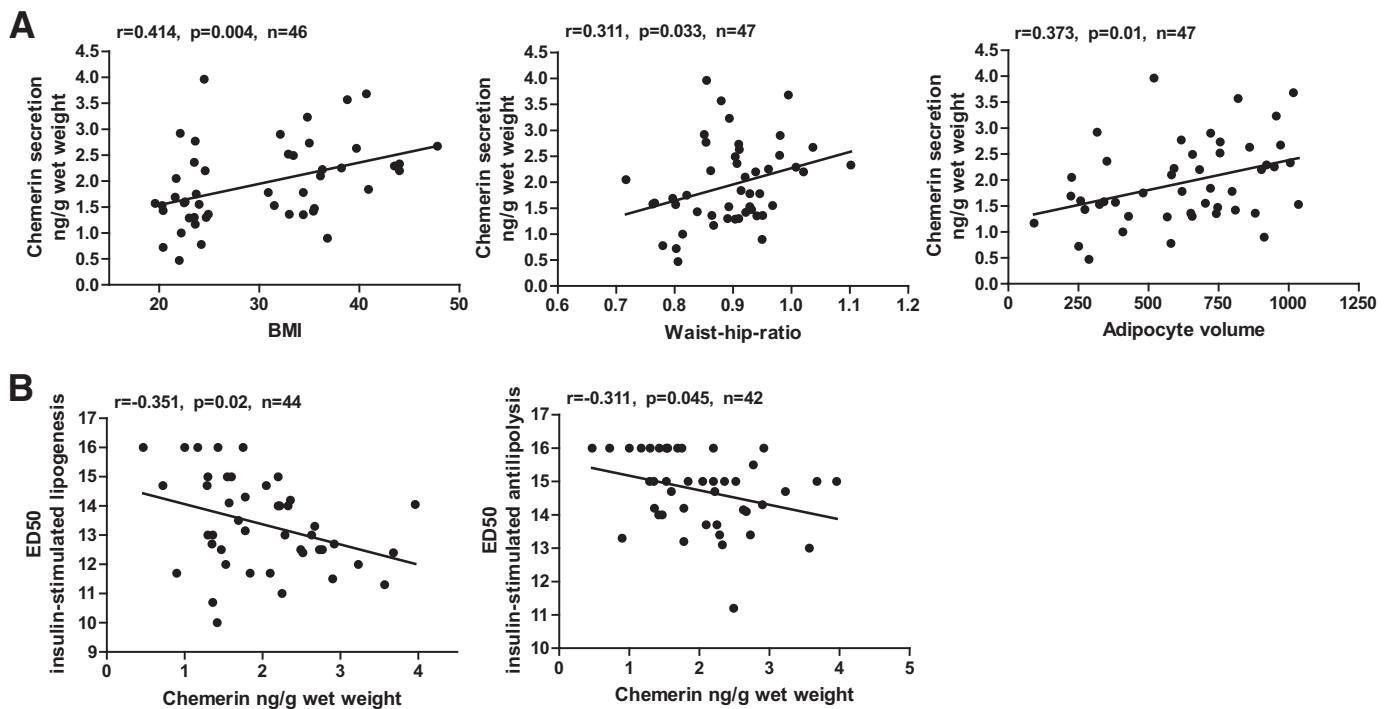 A
r=0.414, p=0.004, n=46
Chemerin secretion
ng/g wet weight
4.5
4.0
3.5
3.0
2.5
2.0
1.5
1.0
0.5
0.0
20 30 40 50
BMI
r=0.311, p=0.033, n=47
Chemerin secretion
ng/g wet weight
4.5
4.0
3.5
3.0
2.5
2.0
1.5
1.0
0.5
0.0
0.6 0.7 0.8 0.9 1.0 1.1 1.2
Waist-hip-ratio
r=0.373, p=0.01, n=47
Chemerin secretion
ng/g wet weight
4.5
4.0
3.5
3.0
2.5
2.0
1.5
1.0
0.5
0.0
0 250 500 750 1000 1250
Adipocyte volume
B
r=-0.351, p=0.02, n=44
ED50
insulin-stimulated lipogenesis
17
16
15
14
13
12
11
10
9
0 1 2 3 4
Chemerin ng/g wet weight
r=-0.311, p=0.045, n=42
ED50
insulin-stimulated antilipolysis
17
16
15
14
13
12
11
10
0 1 2 3 4 5
Chemerin ng/g wet weight